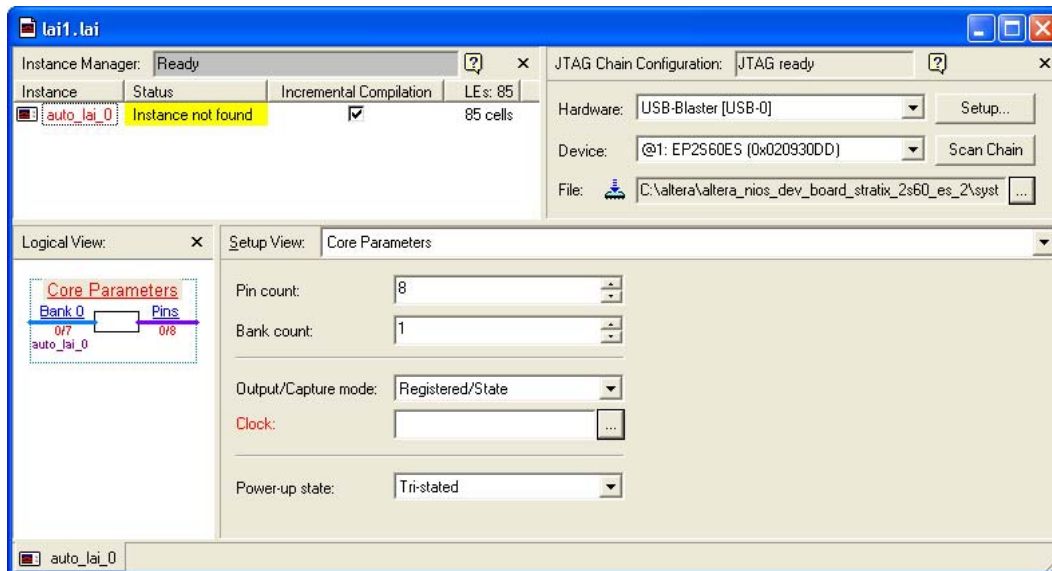 lai1.lai
Instance Manager: Ready
Instance Status Incremental Compilation LEs: 85
auto_lai_0 Instance not found 85 cells
JTAG Chain Configuration: JTAG ready
Hardware: USB-Blaster [USB-0] Setup...
Device: @1: EP2S60ES (0x020930DD) Scan Chain
File: C:\altera\altera_nios_dev_board_stratix_2s60_es_2\syst ...
Logical View:
Core Parameters
Bank 0 Pins
0/7 0/8
auto_lai_0
Setup View: Core Parameters
Pin count: 8
Bank count: 1
Output/Capture mode: Registered/State
Clock: ...
Power-up state: Tri-stated
auto_lai_0